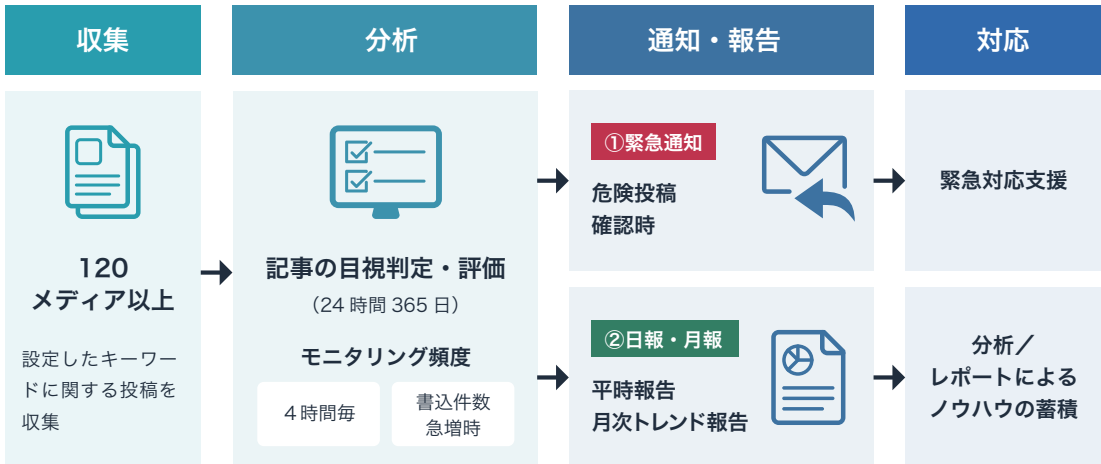 収集
分析
通知・報告
対応
120
メディア以上
設定したキーワー
ドに関する投稿を
収集
記事の目視判定・評価
（24 時間 365 日）
モニタリング頻度
4 時間毎
書込件数
急増時
①緊急通知
危険投稿
確認時
②日報・月報
平時報告
月次トレンド報告
緊急対応支援
分析／
レポートによる
ノウハウの蓄積